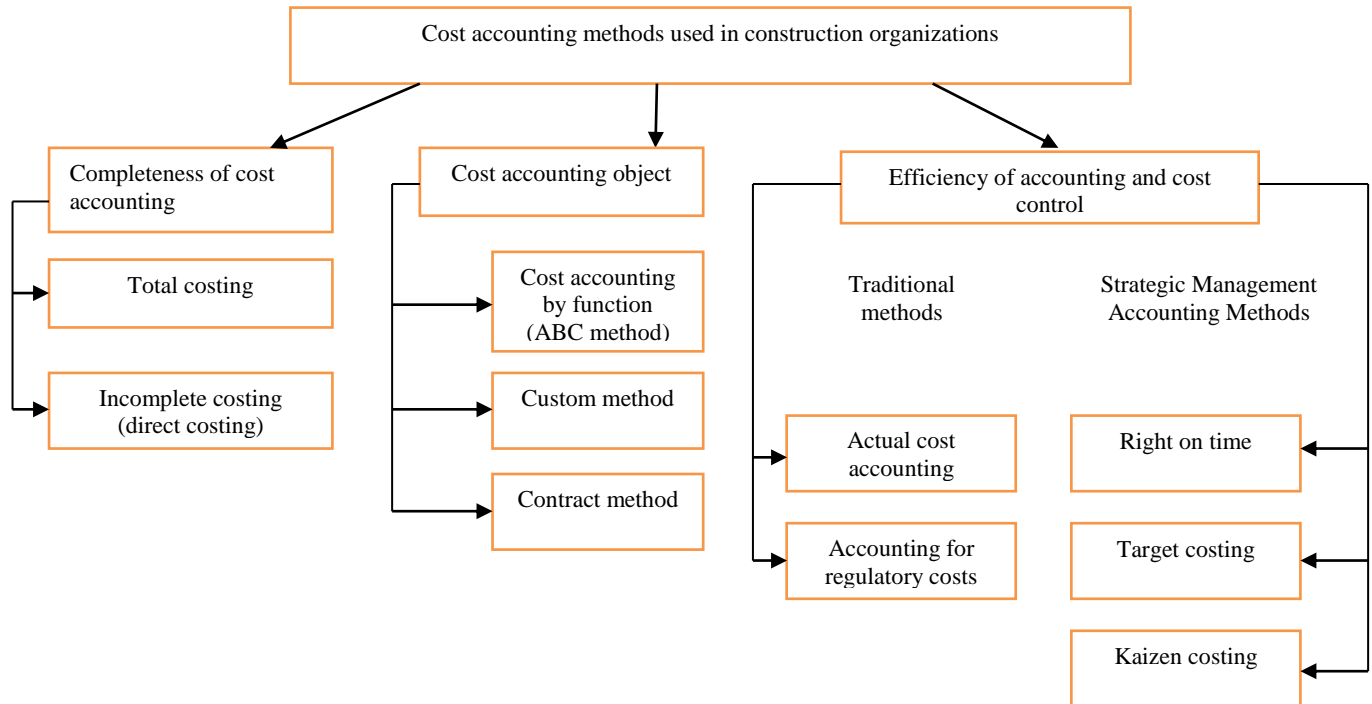 Cost accounting methods used in construction organizations
Completeness of cost
accounting
Total costing
Incomplete costing
(direct costing)
Cost accounting object
Cost accounting
by function
(ABC method)
Custom method
Contract method
Efficiency of accounting and cost
control
Traditional
methods
Actual cost
accounting
Accounting for
regulatory costs
Strategic Management
Accounting Methods
Right on time
Target costing
Kaizen costing